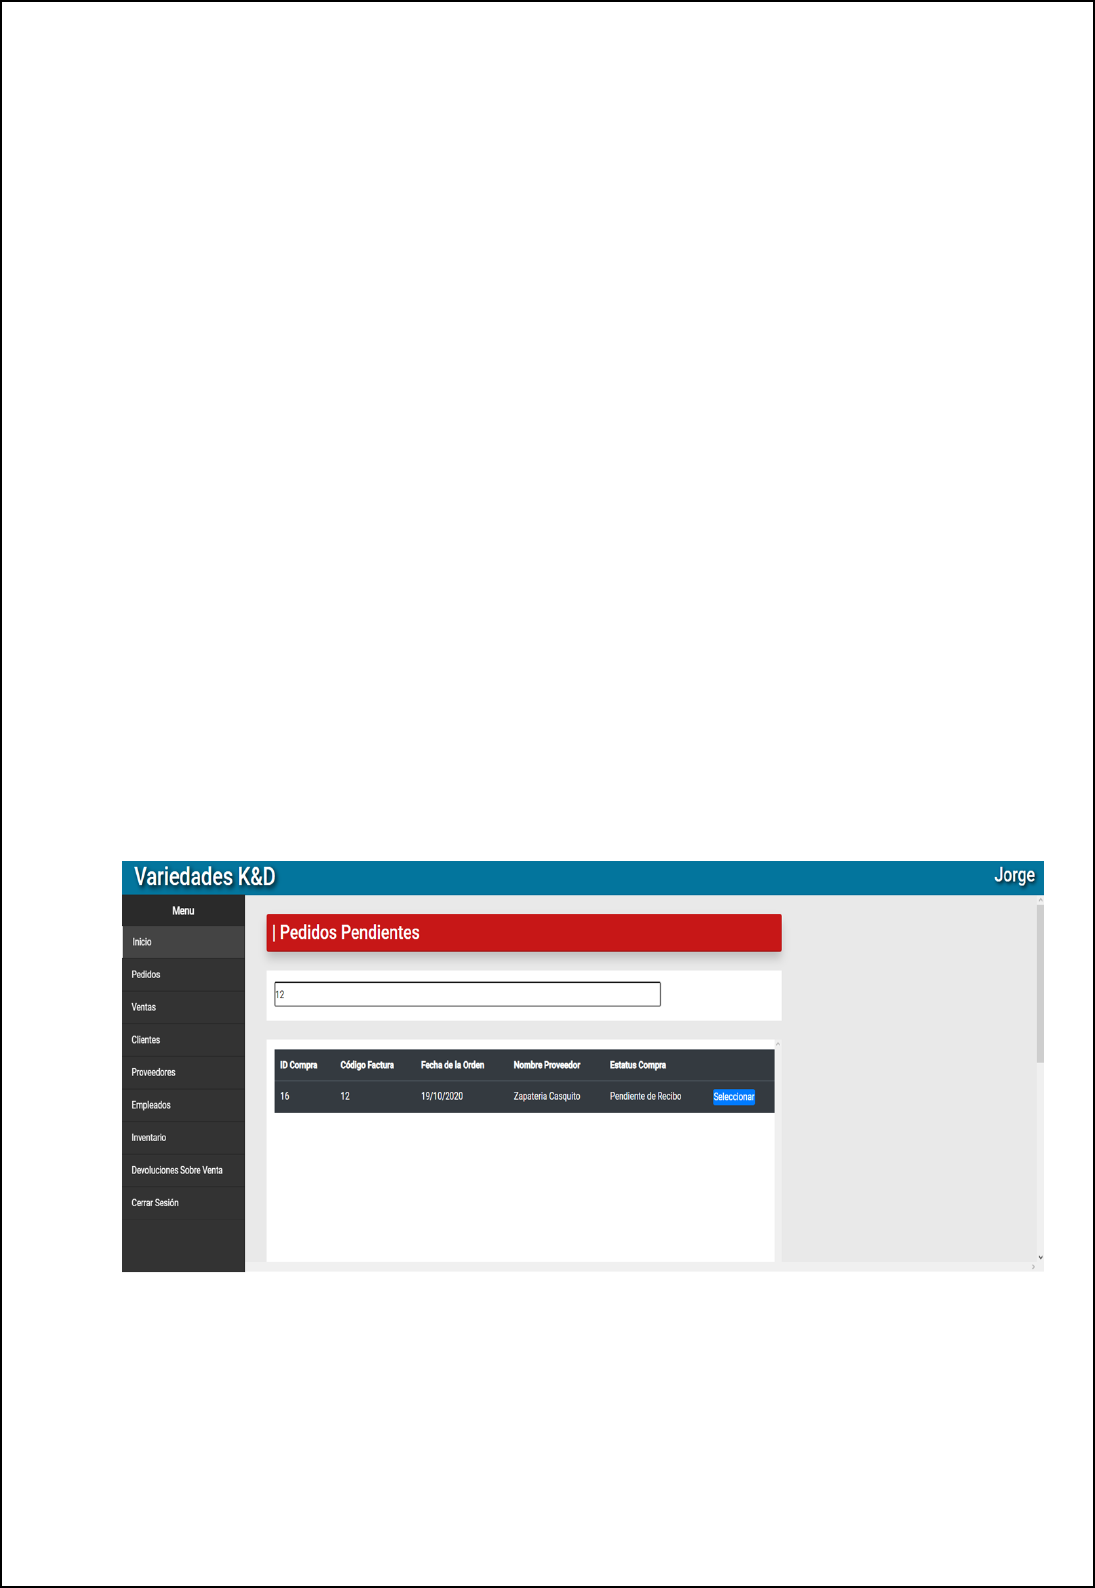 Variedades K&D
Jorge
Menu
Inicio
Pedidos
Ventas
Clientes
Proveedores
Empleados
Inventario
Devoluciones Sobre Venta
Cerrar Sesión
| Pedidos Pendientes
12
ID Compra Código Factura Fecha de la Orden Nombre Proveedor Estatus Compra
16 12 19/10/2020 Zapateria Casquito Pendiente de Recibo Seleccionar